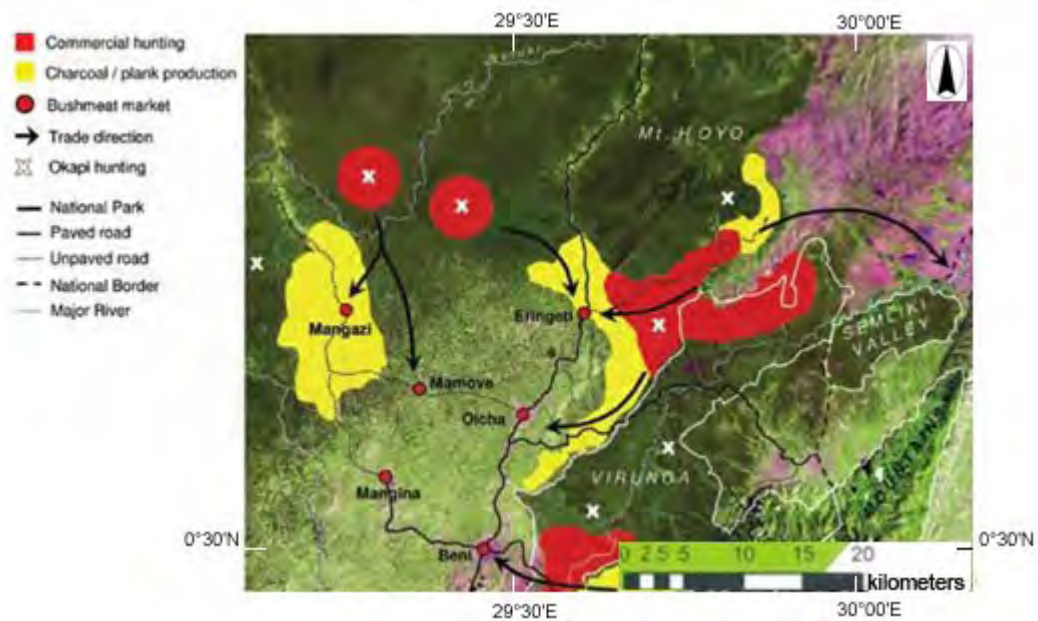 29°30'E
30°00'E
Commercial hunting
Charcoal / plank production
Bushmeat market
Trade direction
Okapi hunting
National Park
Paved road
Unpaved road
National Border
Major River
Mt. HOYO
Eringeti
Mangazi
SEMLIKI
VALLEY
Mamove
Oicha
VIRUNGA
Mangina
0°30'N
Beni
0°30'N
0 2 5 5 10 15 20
kilometers
29°30'E
30°00'E